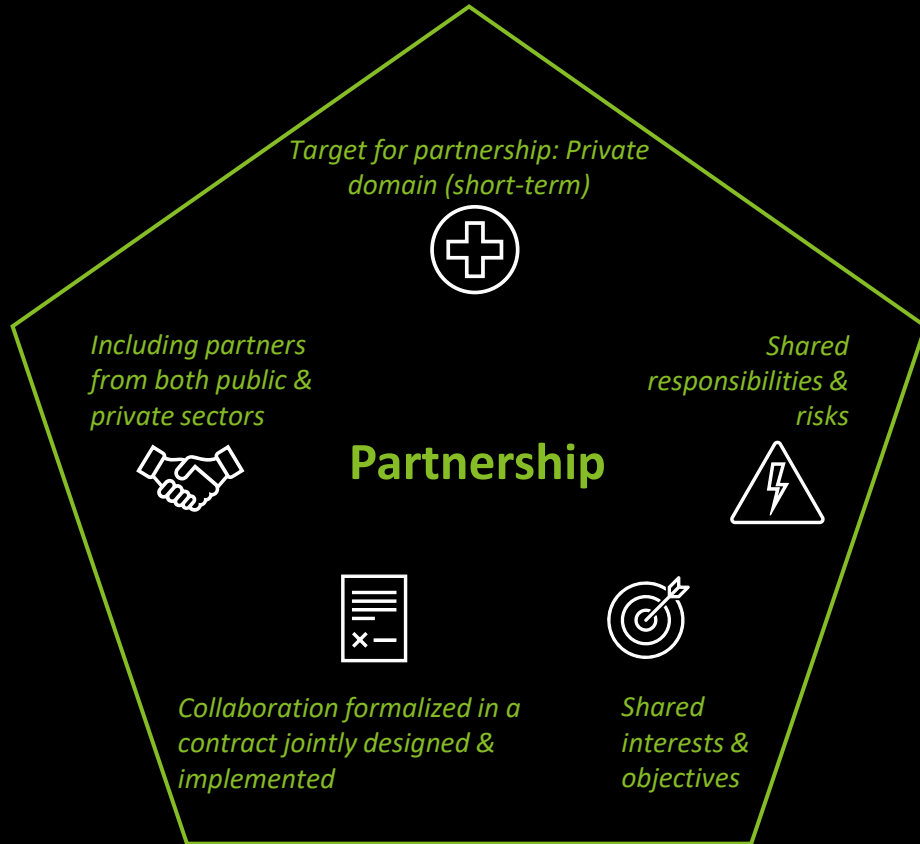 Target for partnership: Private
domain (short-term)
Including partners
from both public &
private sectors
Shared
responsibilities &
risks
Partnership
Collaboration formalized in a
contract jointly designed &
implemented
Shared
interests &
objectives